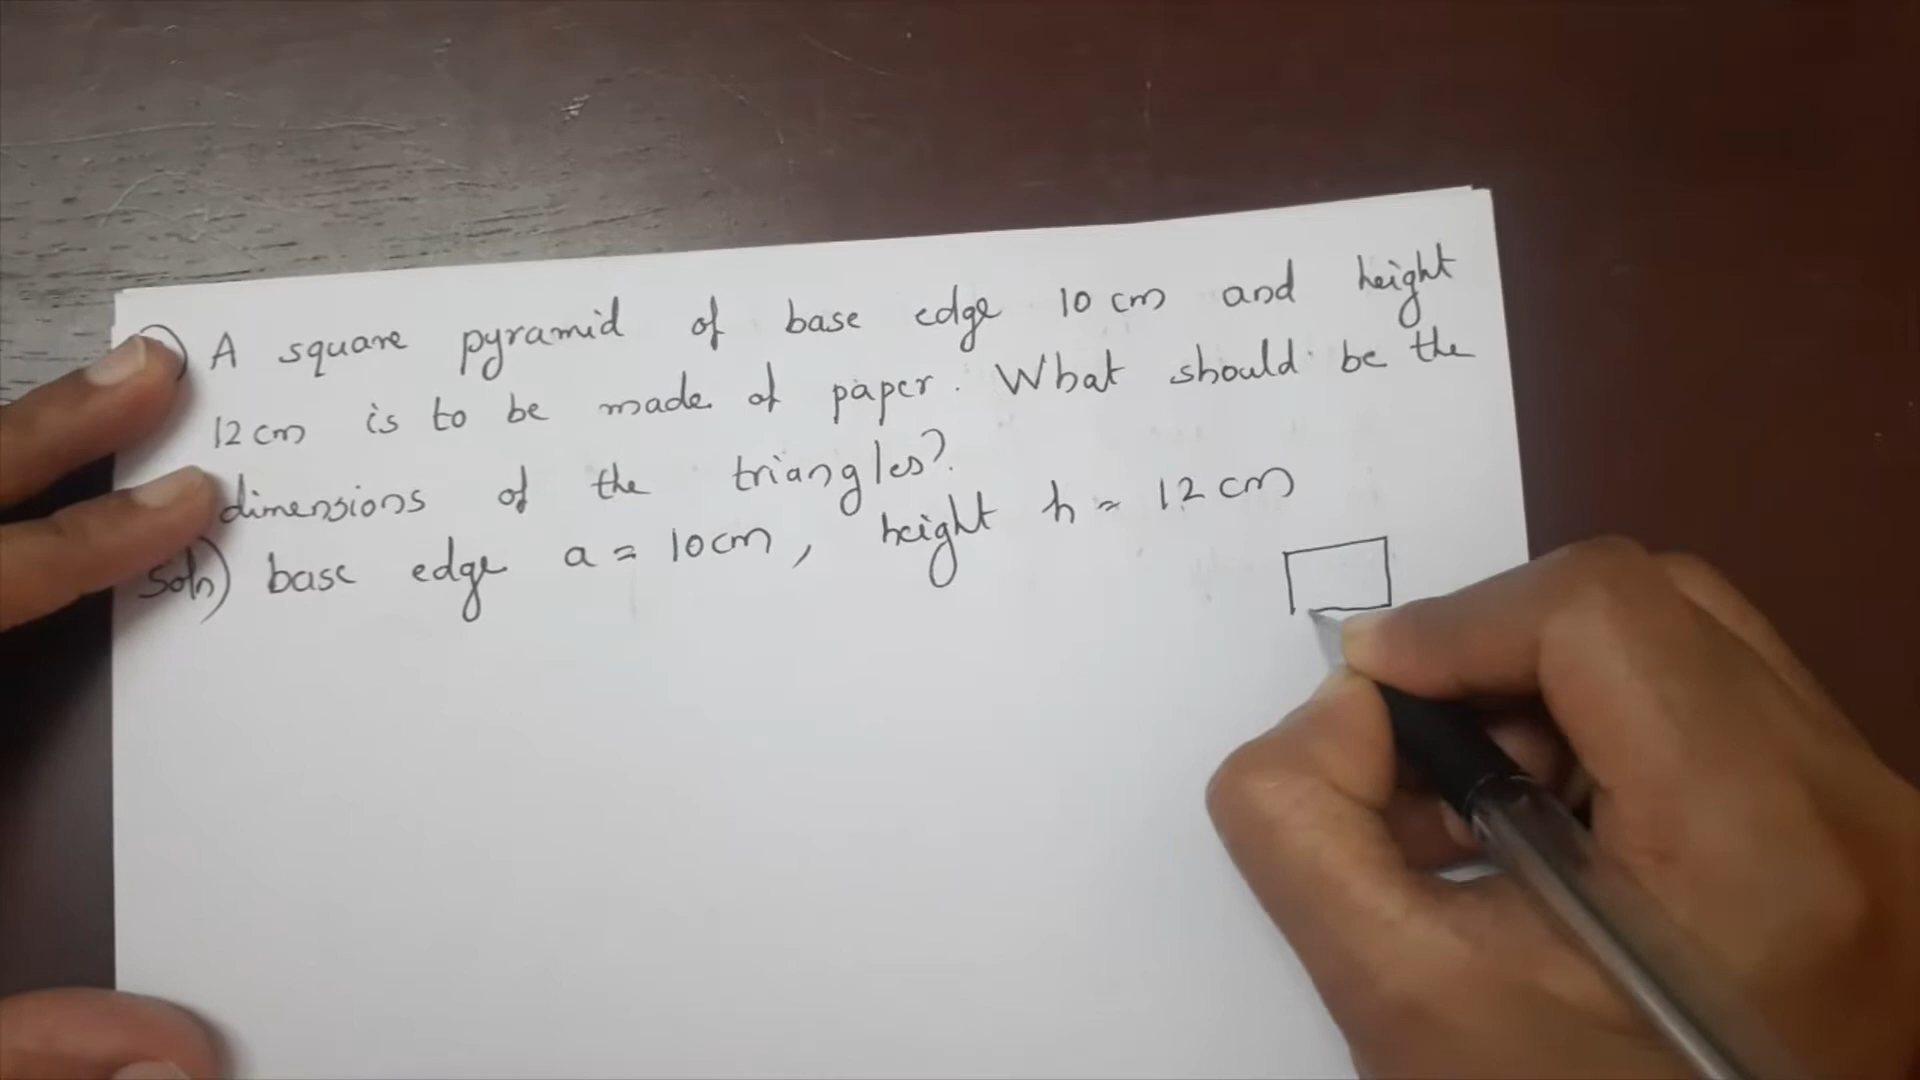 A square pyramid of base edge 10 cm and height
12 cm is to be made of paper. What should be the
dimensions of the triangles?
Soln) base edge a = 10cm, height h = 12 cm